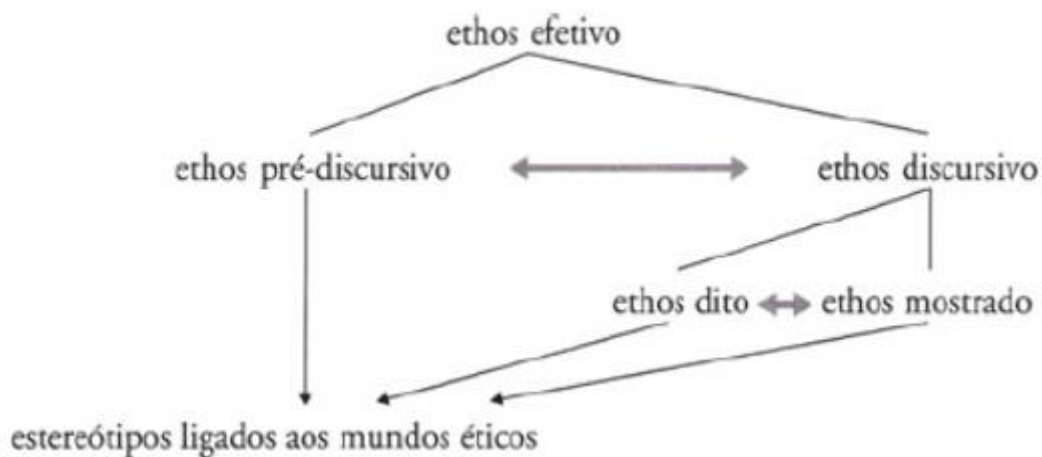 ethos efetivo
ethos pré-discursivo
ethos discursivo
ethos dito
ethos mostrado
estereótipos ligados aos mundos éticos